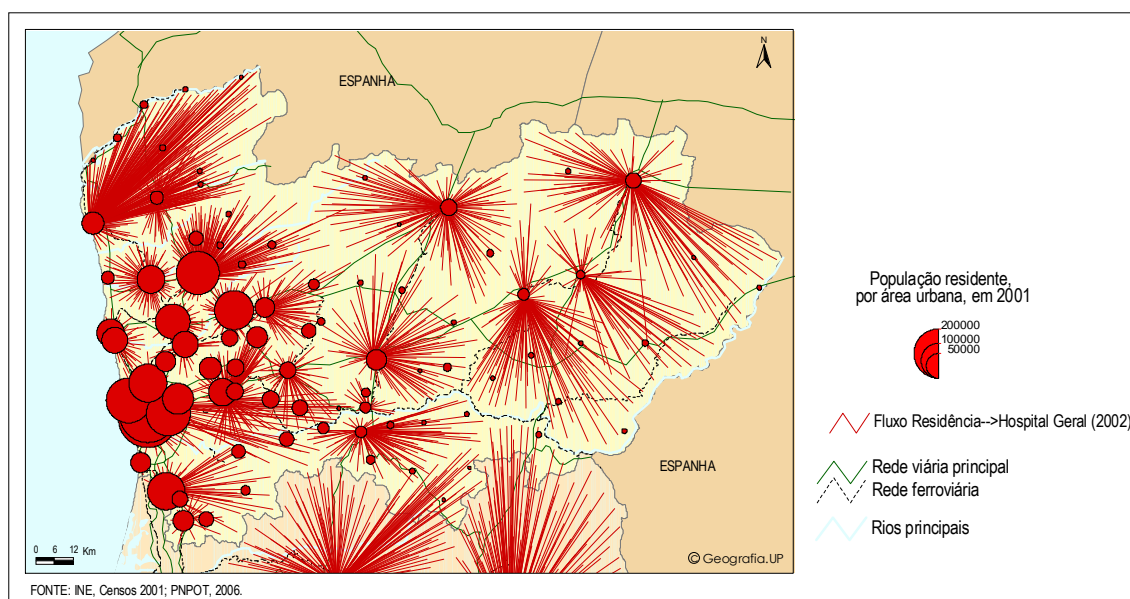 N
ESPANHA
ESPANHA
0 6 12 Km
© Geografia.UP
População residente,
por área urbana, em 2001
200000
100000
50000
Fluxo Residência-->Hospital Geral (2002)
Rede viária principal
Rede ferroviária
Rios principais
FONTE: INE, Censos 2001; PNPOT, 2006.